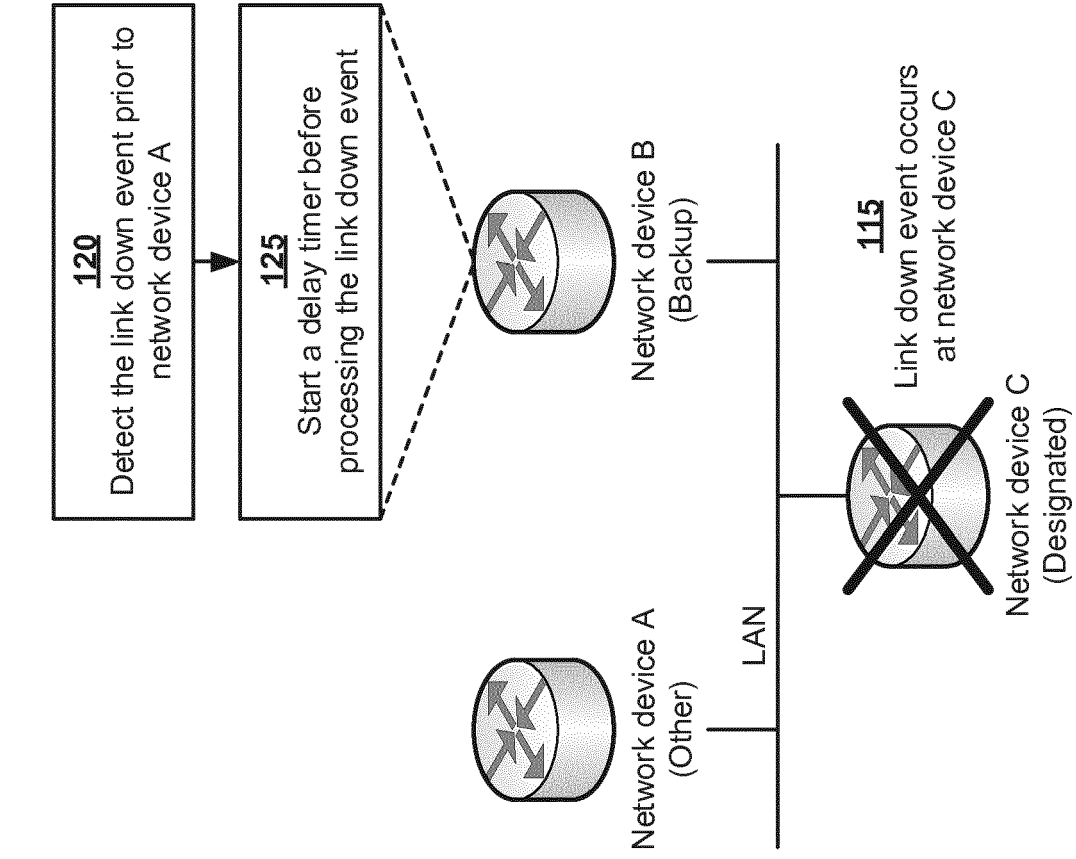 120
Detect the link down event prior to
network device A
125
Start a delay timer before
processing the link down event
Network device A
(Other)
Network device B
(Backup)
LAN
115
Link down event occurs
at network device C
Network device C
(Designated)